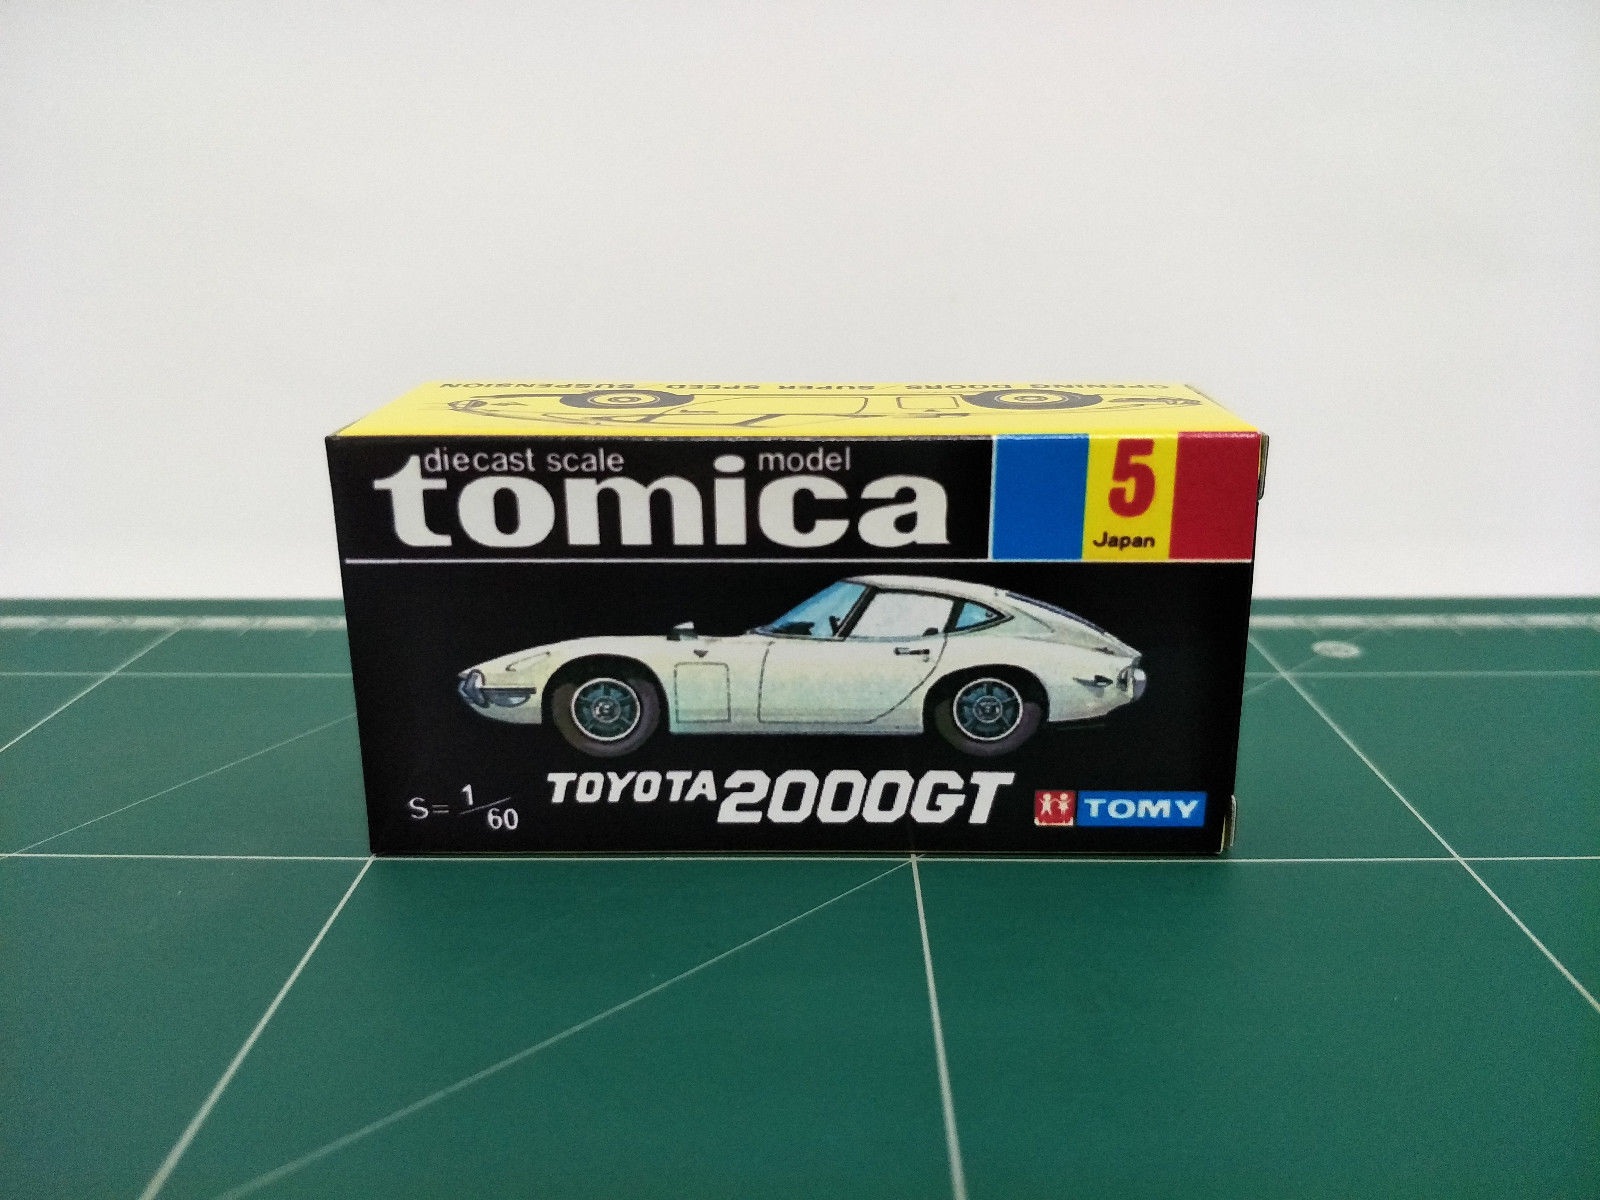 OPENING DOORS/SUPER SPEED/SUSPENSION
diecast scale model
tomica
5
Japan
S=1/60
TOYOTA 2000GT
TOMY